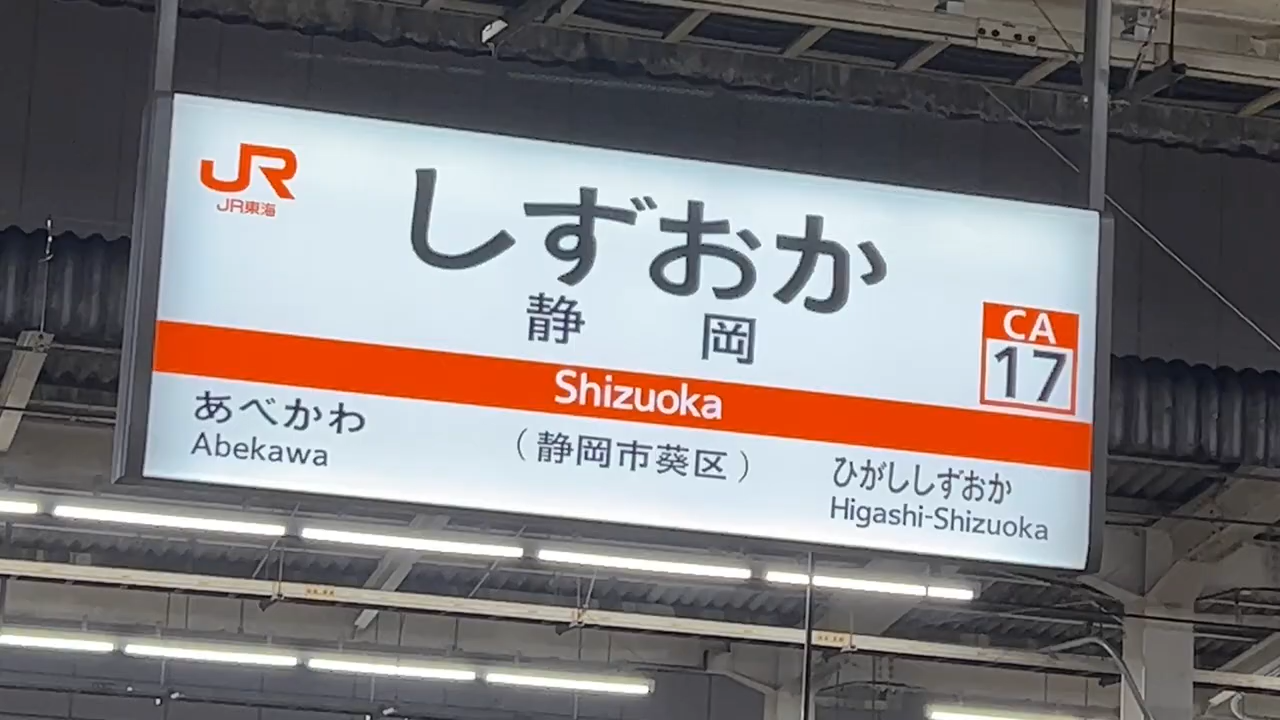 JR
JR東海
しずおか
静岡
CA
17
Shizuoka
あべかわ
Abekawa
（静岡市葵区）
ひがししずおか
Higashi-Shizuoka